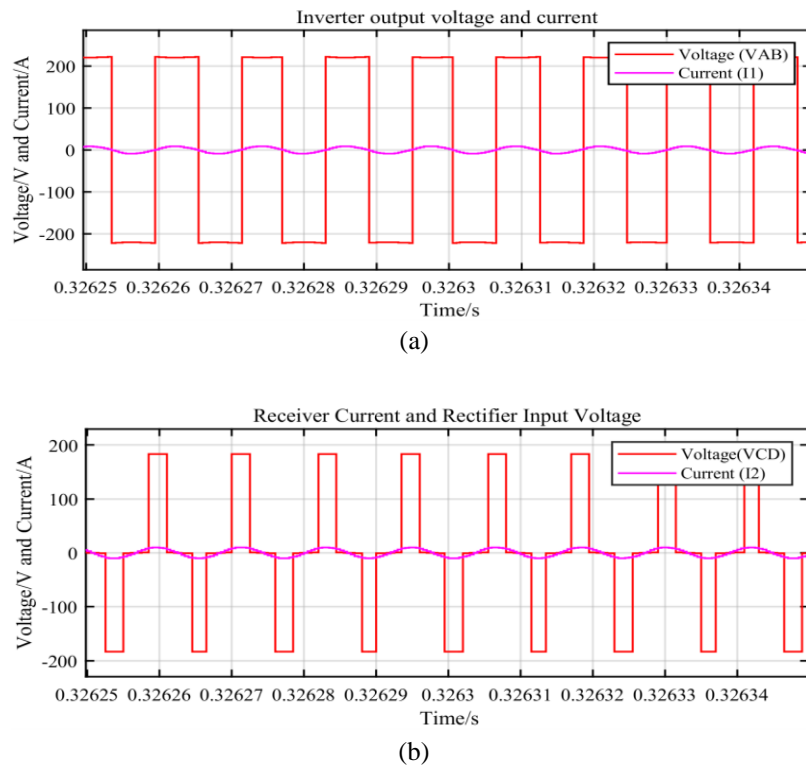 Inverter output voltage and current
Voltage/V and Current/A
200
100
0
-100
-200
Voltage (VAB)
Current (I1)
0.32625 0.32626 0.32627 0.32628 0.32629 0.3263 0.32631 0.32632 0.32633 0.32634
Time/s
(a)
Receiver Current and Rectifier Input Voltage
Voltage/V and Current/A
200
100
0
-100
-200
Voltage(VCD)
Current (I2)
0.32625 0.32626 0.32627 0.32628 0.32629 0.3263 0.32631 0.32632 0.32633 0.32634
Time/s
(b)